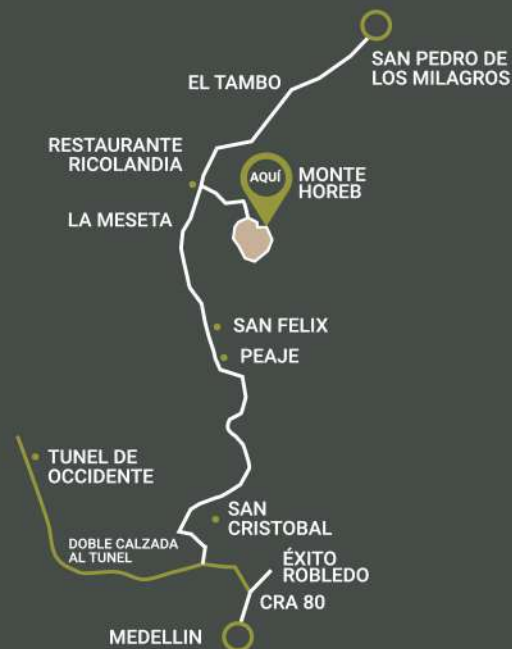 SAN PEDRO DE
LOS MILAGROS
EL TAMBO
RESTAURANTE
RICOLANDIA
AQUÍ
MONTE
HOREB
LA MESETA
SAN FELIX
PEAJE
TUNEL DE
OCCIDENTE
SAN
CRISTOBAL
DOBLE CALZADA
AL TUNEL
ÉXITO
ROBLEDO
CRA 80
MEDELLIN